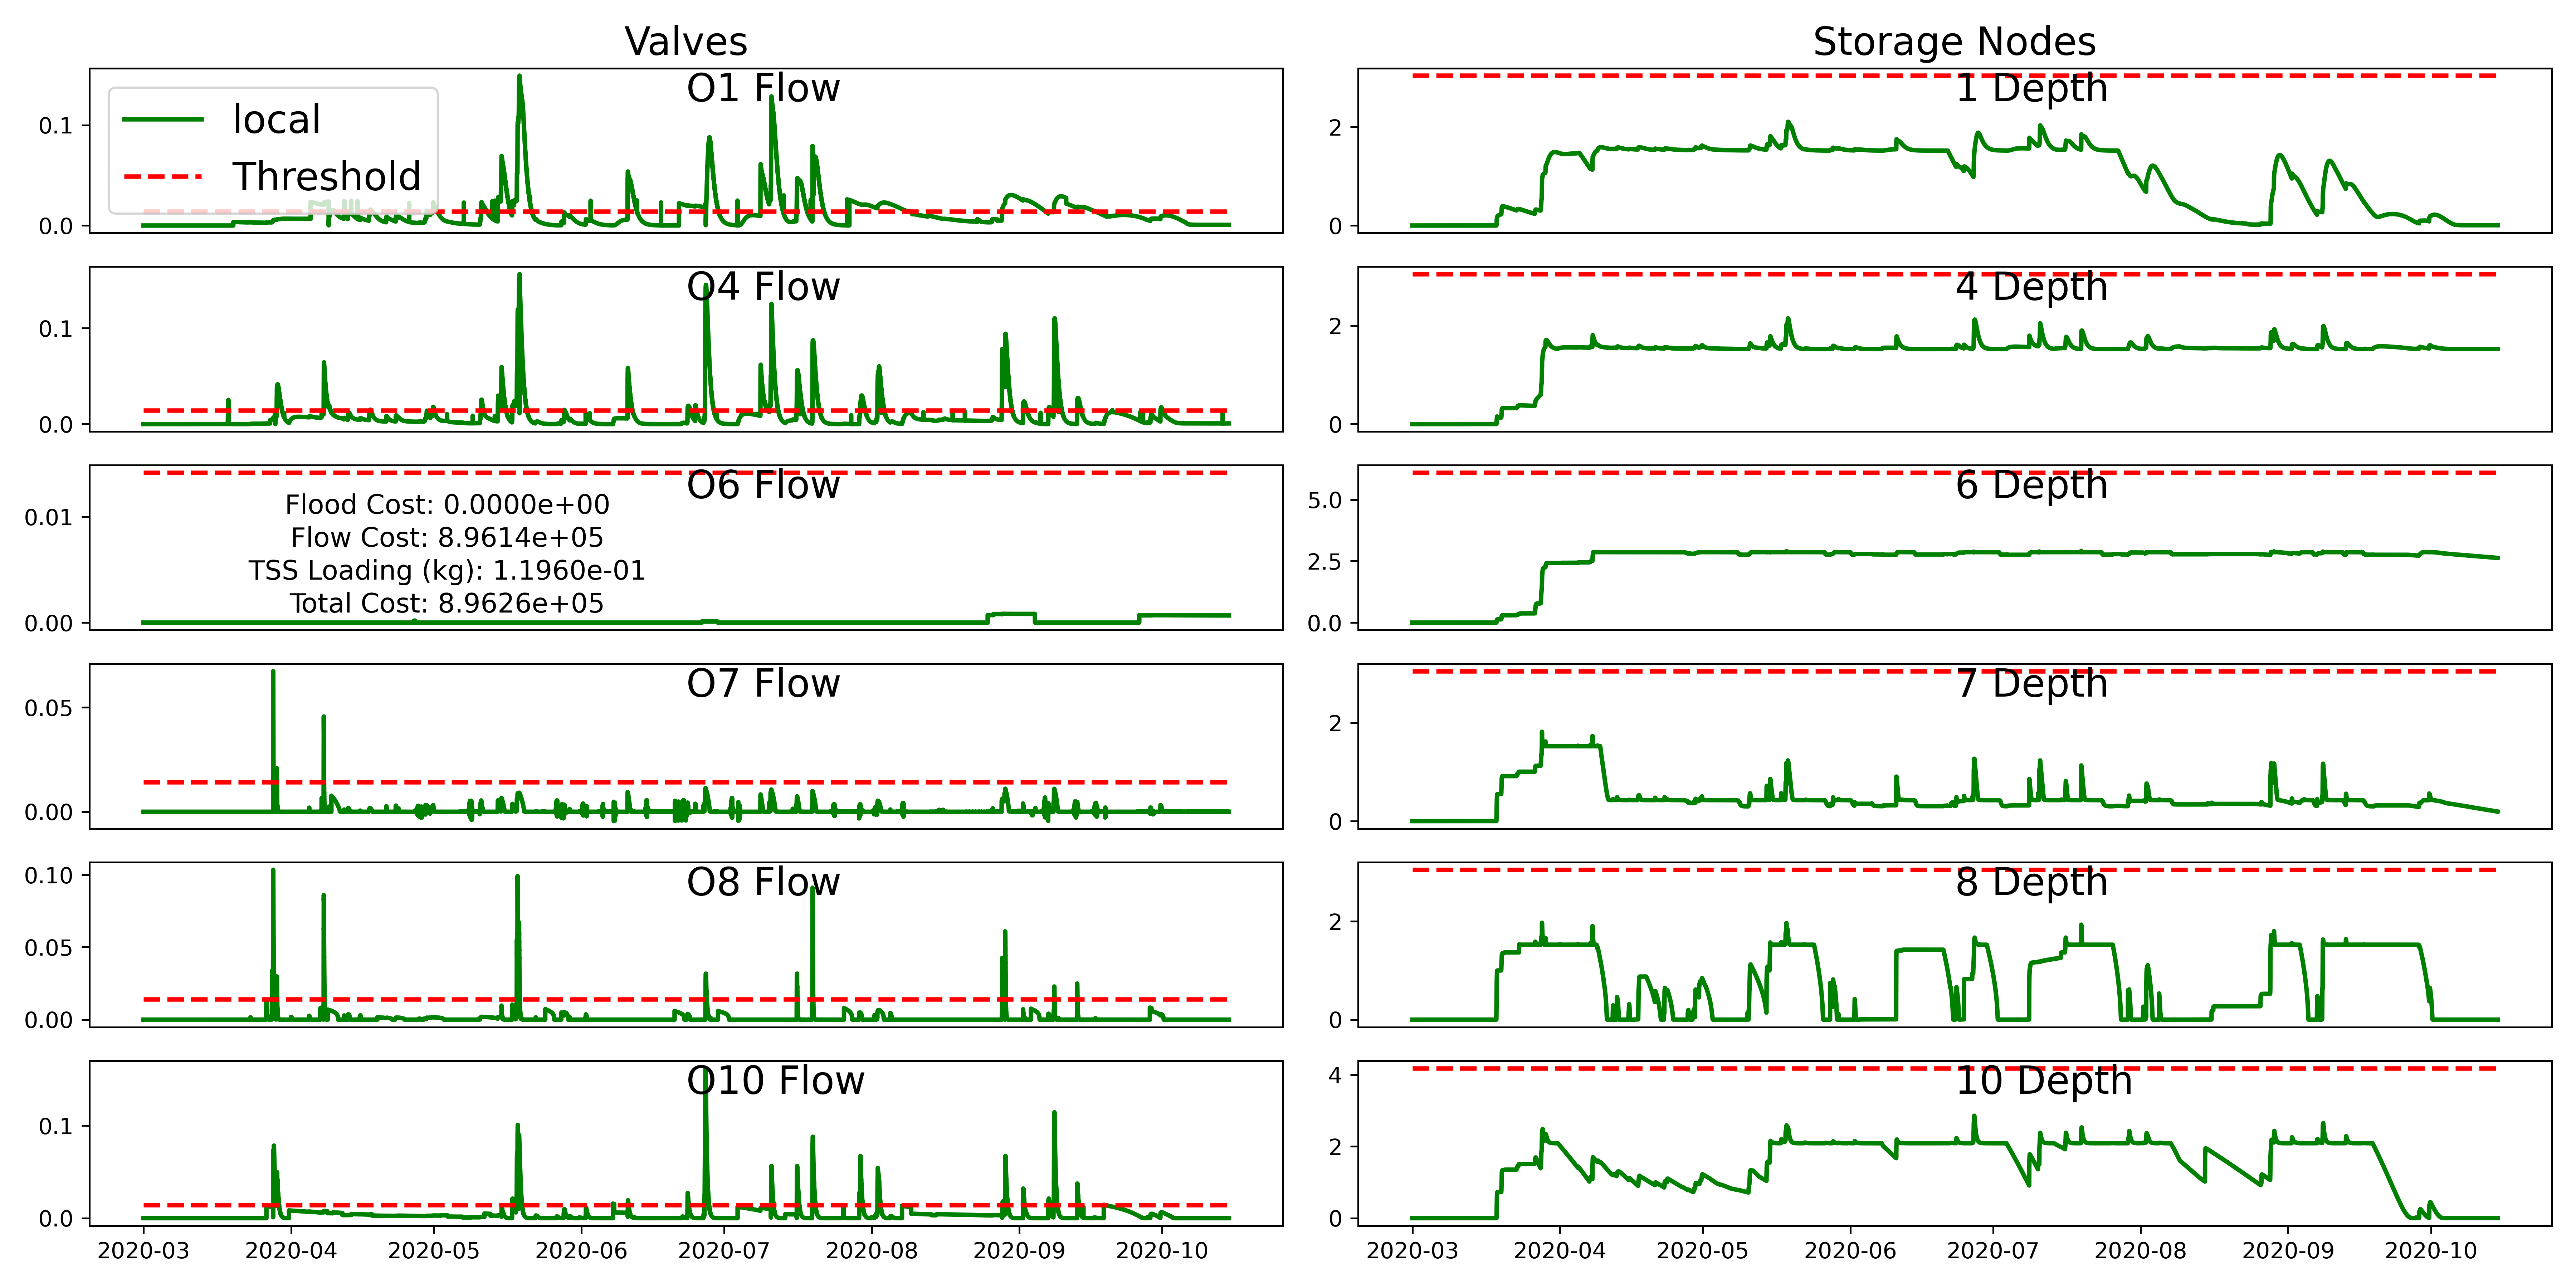 Valves
O1 Flow
local
Threshold
0.1
0.0
O4 Flow
0.1
0.0
O6 Flow
Flood Cost: 0.0000e+00
Flow Cost: 8.9614e+05
TSS Loading (kg): 1.1960e-01
Total Cost: 8.9626e+05
0.01
0.00
O7 Flow
0.05
0.00
O8 Flow
0.10
0.05
0.00
O10 Flow
0.1
0.0
2020-03 2020-04 2020-05 2020-06 2020-07 2020-08 2020-09 2020-10
Storage Nodes
1 Depth
2
0
4 Depth
2
0
6 Depth
5.0
2.5
0.0
7 Depth
2
0
8 Depth
2
0
10 Depth
4
2
0
2020-03 2020-04 2020-05 2020-06 2020-07 2020-08 2020-09 2020-10